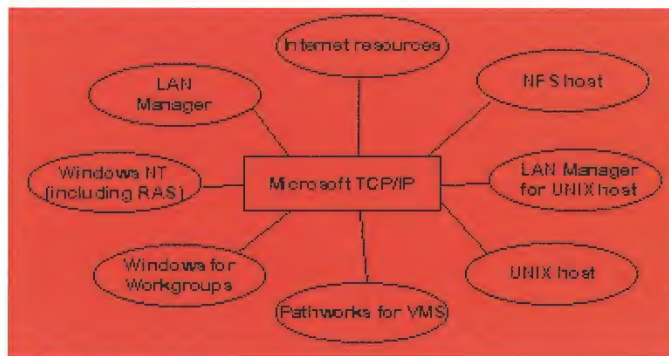 Internet resources
LAN
Manager
NFS host
Windows NT
(including RAS)
Microsoft TCP/IP
LAN Manager
for UNIX host
Windows for
Workgroups
UNIX host
Pathworks for VMS